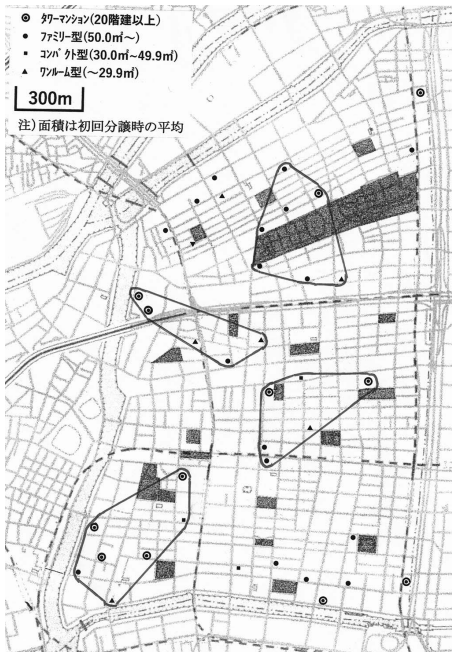 ◎ タワーマンション(20階建以上)
● ファミリー型(50.0㎡～)
■ コンパクト型(30.0㎡~49.9㎡)
▲ ワンルーム型(～29.9㎡)
300m
注)面積は初回分譲時の平均